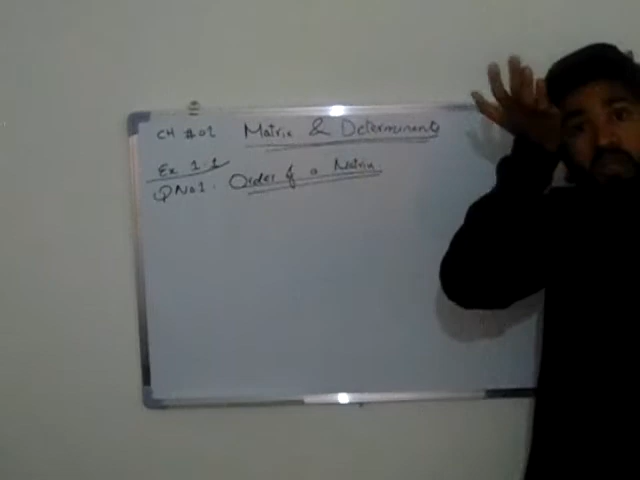 CH #01 Matrix & Determinants
Ex 1.1
QNo1. Order of a Matrix.